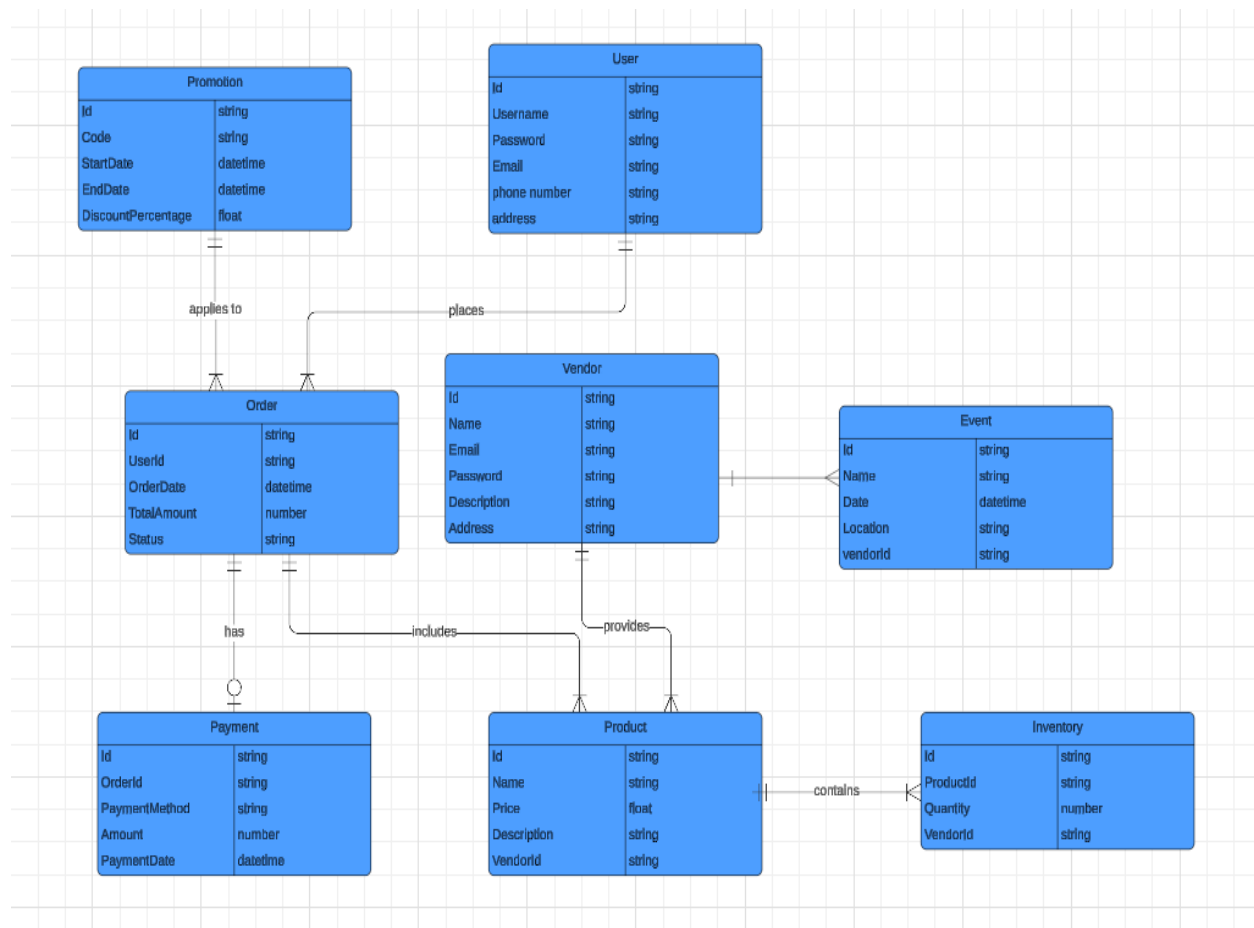 Promotion
Id string
Code string
StartDate datetime
EndDate datetime
DiscountPercentage float
User
Id string
Username string
Password string
Email string
phone number string
address string
applies to
places
Order
Id string
UserId string
OrderDate datetime
TotalAmount number
Status string
Vendor
Id string
Name string
Email string
Password string
Description string
Address string
Event
Id string
Name string
Date datetime
Location string
vendorId string
has
includes
provides
Payment
Id string
OrderId string
PaymentMethod string
Amount number
PaymentDate datetime
Product
Id string
Name string
Price float
Description string
VendorId string
contains
Inventory
Id string
ProductId string
Quantity number
VendorId string